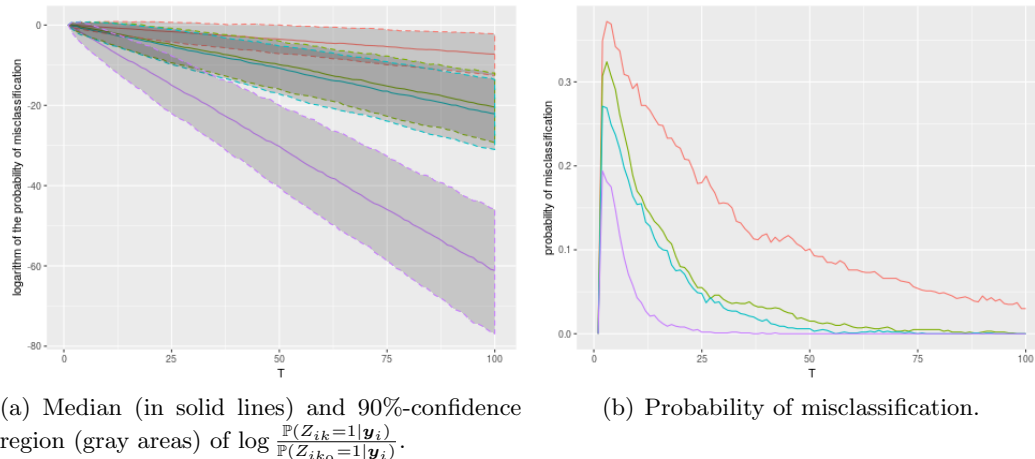 logarithm of the probability of misclassification
0
-20
-40
-60
-80
0 25 50 75 100
T
probability of misclassification
0.3
0.2
0.1
0.0
0 25 50 75 100
T
(a) Median (in solid lines) and 90%-confidence
region (gray areas) of log ℙ(Z_{ik}=1|𝒚_i)/ℙ(Z_{ik_0}=1|𝒚_i).
(b) Probability of misclassification.